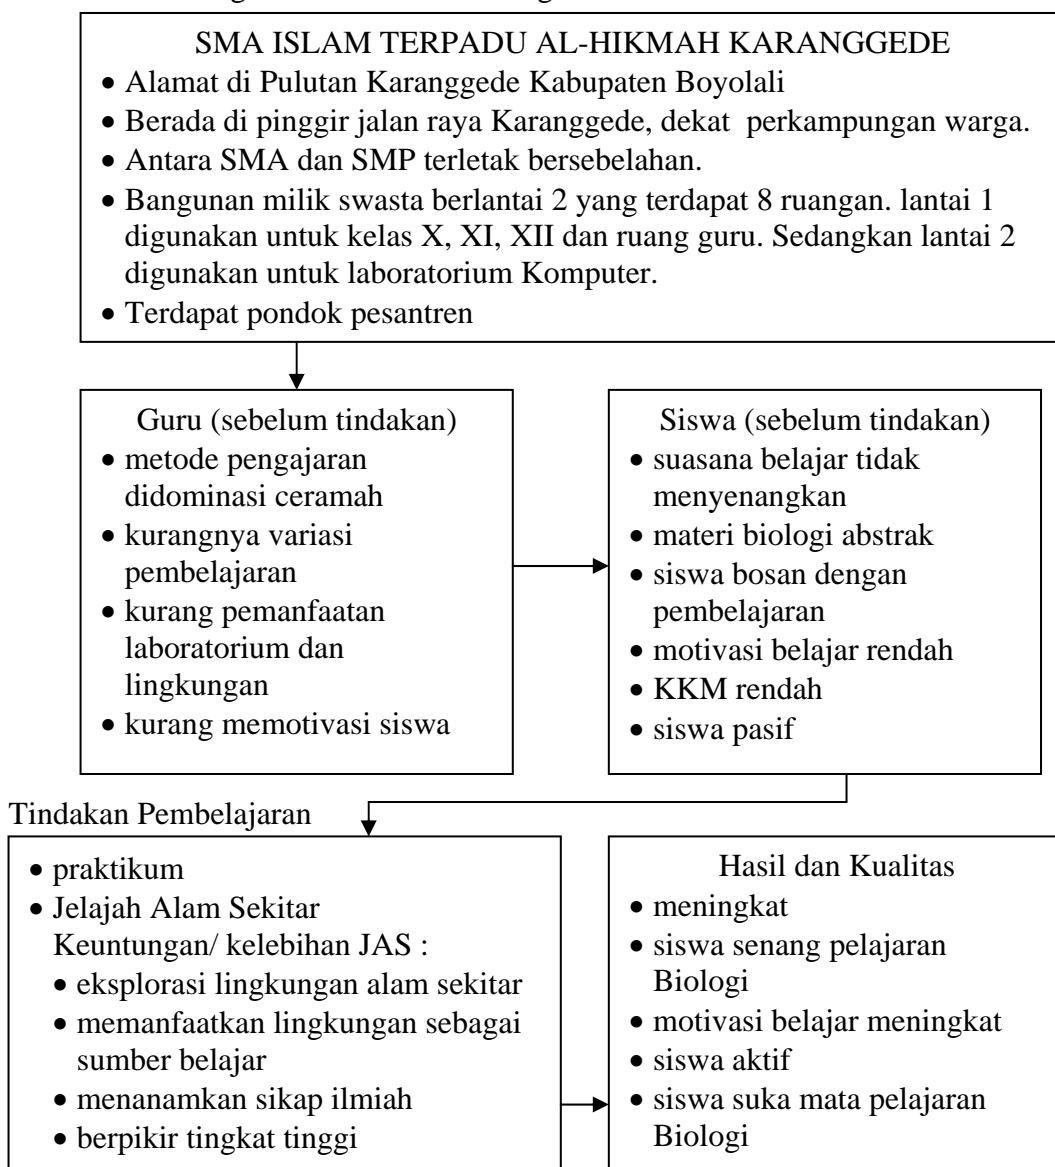 SMA ISLAM TERPADU AL-HIKMAH KARANGGEDE
• Alamat di Pulutan Karanggede Kabupaten Boyolali
• Berada di pinggir jalan raya Karanggede, dekat perkampungan warga.
• Antara SMA dan SMP terletak bersebelahan.
• Bangunan milik swasta berlantai 2 yang terdapat 8 ruangan. lantai 1
digunakan untuk kelas X, XI, XII dan ruang guru. Sedangkan lantai 2
digunakan untuk laboratorium Komputer.
• Terdapat pondok pesantren
Guru (sebelum tindakan)
• metode pengajaran
didominasi ceramah
• kurangnya variasi
pembelajaran
• kurang pemanfaatan
laboratorium dan
lingkungan
• kurang memotivasi siswa
Siswa (sebelum tindakan)
• suasana belajar tidak
menyenangkan
• materi biologi abstrak
• siswa bosan dengan
pembelajaran
• motivasi belajar rendah
• KKM rendah
• siswa pasif
Tindakan Pembelajaran
• praktikum
• Jelajah Alam Sekitar
Keuntungan/ kelebihan JAS :
• eksplorasi lingkungan alam sekitar
• memanfaatkan lingkungan sebagai
sumber belajar
• menanamkan sikap ilmiah
• berpikir tingkat tinggi
Hasil dan Kualitas
• meningkat
• siswa senang pelajaran
Biologi
• motivasi belajar meningkat
• siswa aktif
• siswa suka mata pelajaran
Biologi